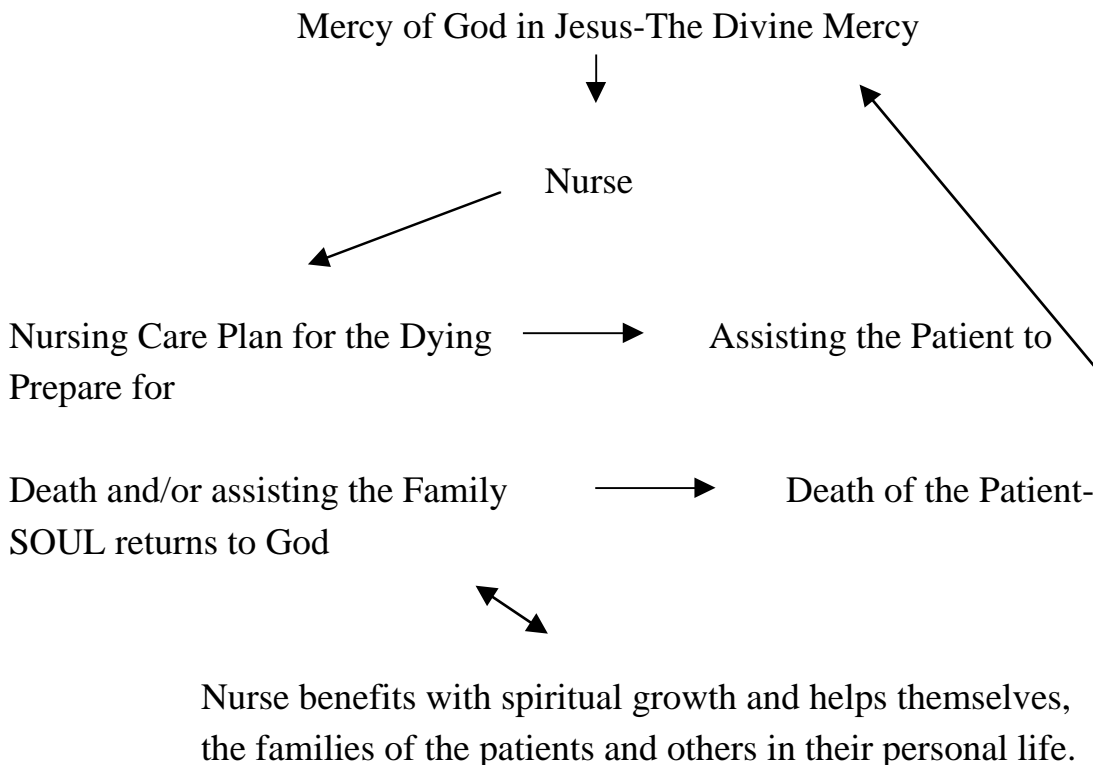 Mercy of God in Jesus-The Divine Mercy
Nurse
Nursing Care Plan for the Dying Assisting the Patient to
Prepare for
Death and/or assisting the Family Death of the Patient-
SOUL returns to God
Nurse benefits with spiritual growth and helps themselves,
the families of the patients and others in their personal life.